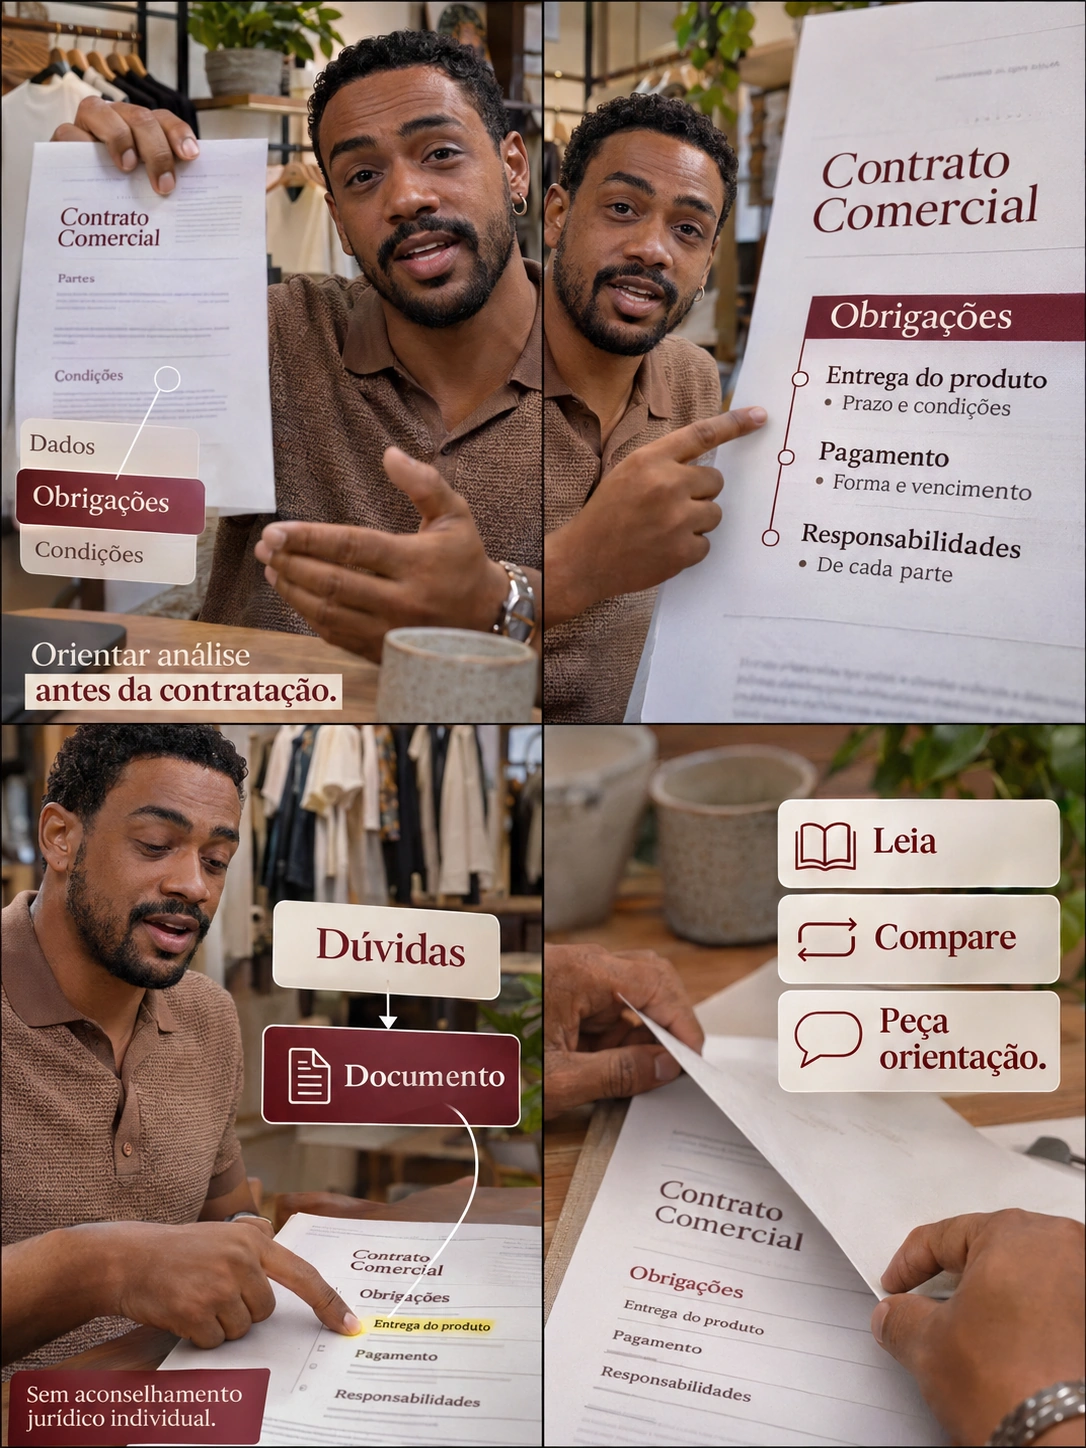 Contrato
Comercial
Partes
Condições
Dados
Obrigações
Condições
Orientar análise
antes da contratação.
Contrato
Comercial
Obrigações
Entrega do produto
• Prazo e condições
Pagamento
• Forma e vencimento
Responsabilidades
• De cada parte
Dúvidas
Documento
Contrato
Comercial
Obrigações
Entrega do produto
Pagamento
Responsabilidades
Sem aconselhamento
jurídico individual.
Leia
Compare
Peça
orientação.
Contrato
Comercial
Obrigações
Entrega do produto
Pagamento
Responsabilidades